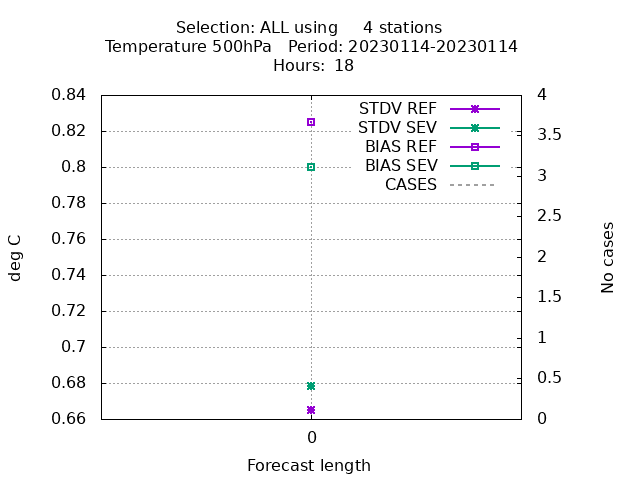 Selection: ALL using     4 stations
Temperature 500hPa   Period: 20230114-20230114
Hours: 18
0.84
0.82
0.8
0.78
0.76
0.74
0.72
0.7
0.68
0.66
deg C
STDV REF
STDV SEV
BIAS REF
BIAS SEV
CASES
4
3.5
3
2.5
2
1.5
1
0.5
0
No cases
0
Forecast length